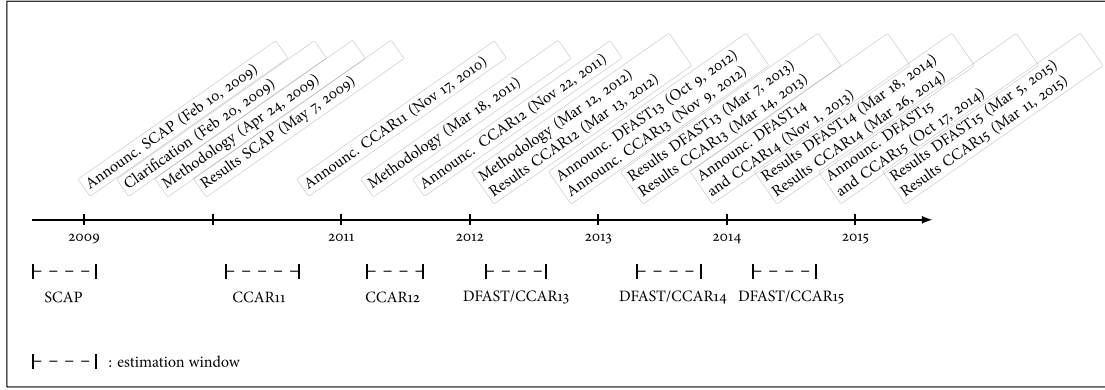 Announc. SCAP (Feb 10, 2009)
Clarification (Feb 20, 2009)
Methodology (Apr 24, 2009)
Results SCAP (May 7, 2009)
Announc. CCAR11 (Nov 17, 2010)
Methodology (Mar 18, 2011)
Announc. CCAR12 (Nov 22, 2011)
Methodology (Mar 12, 2012)
Results CCAR12 (Mar 13, 2012)
Announc. DFAST13 (Oct 9, 2012)
Announc. CCAR13 (Nov 9, 2012)
Results DFAST13 (Mar 7, 2013)
Results CCAR13 (Mar 14, 2013)
Announc. DFAST14
and CCAR14 (Nov 1, 2013)
Results DFAST14 (Mar 18, 2014)
Results CCAR14 (Mar 26, 2014)
Announc. DFAST15
and CCAR15 (Oct 17, 2014)
Results DFAST15 (Mar 5, 2015)
Results CCAR15 (Mar 11, 2015)
2009
2011
2012
2013
2014
2015
SCAP
CCAR11
CCAR12
DFAST/CCAR13
DFAST/CCAR14
DFAST/CCAR15
: estimation window